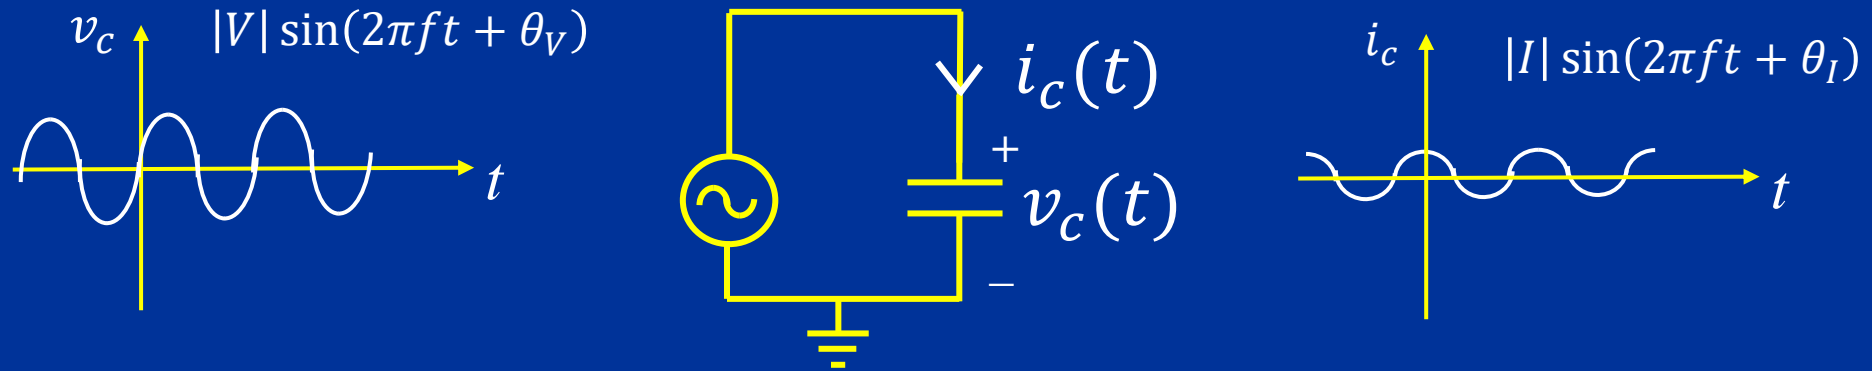 v_c
|V| sin(2πft + θ_V)
t
i_c(t)
+
v_c(t)
−
i_c
|I| sin(2πft + θ_I)
t